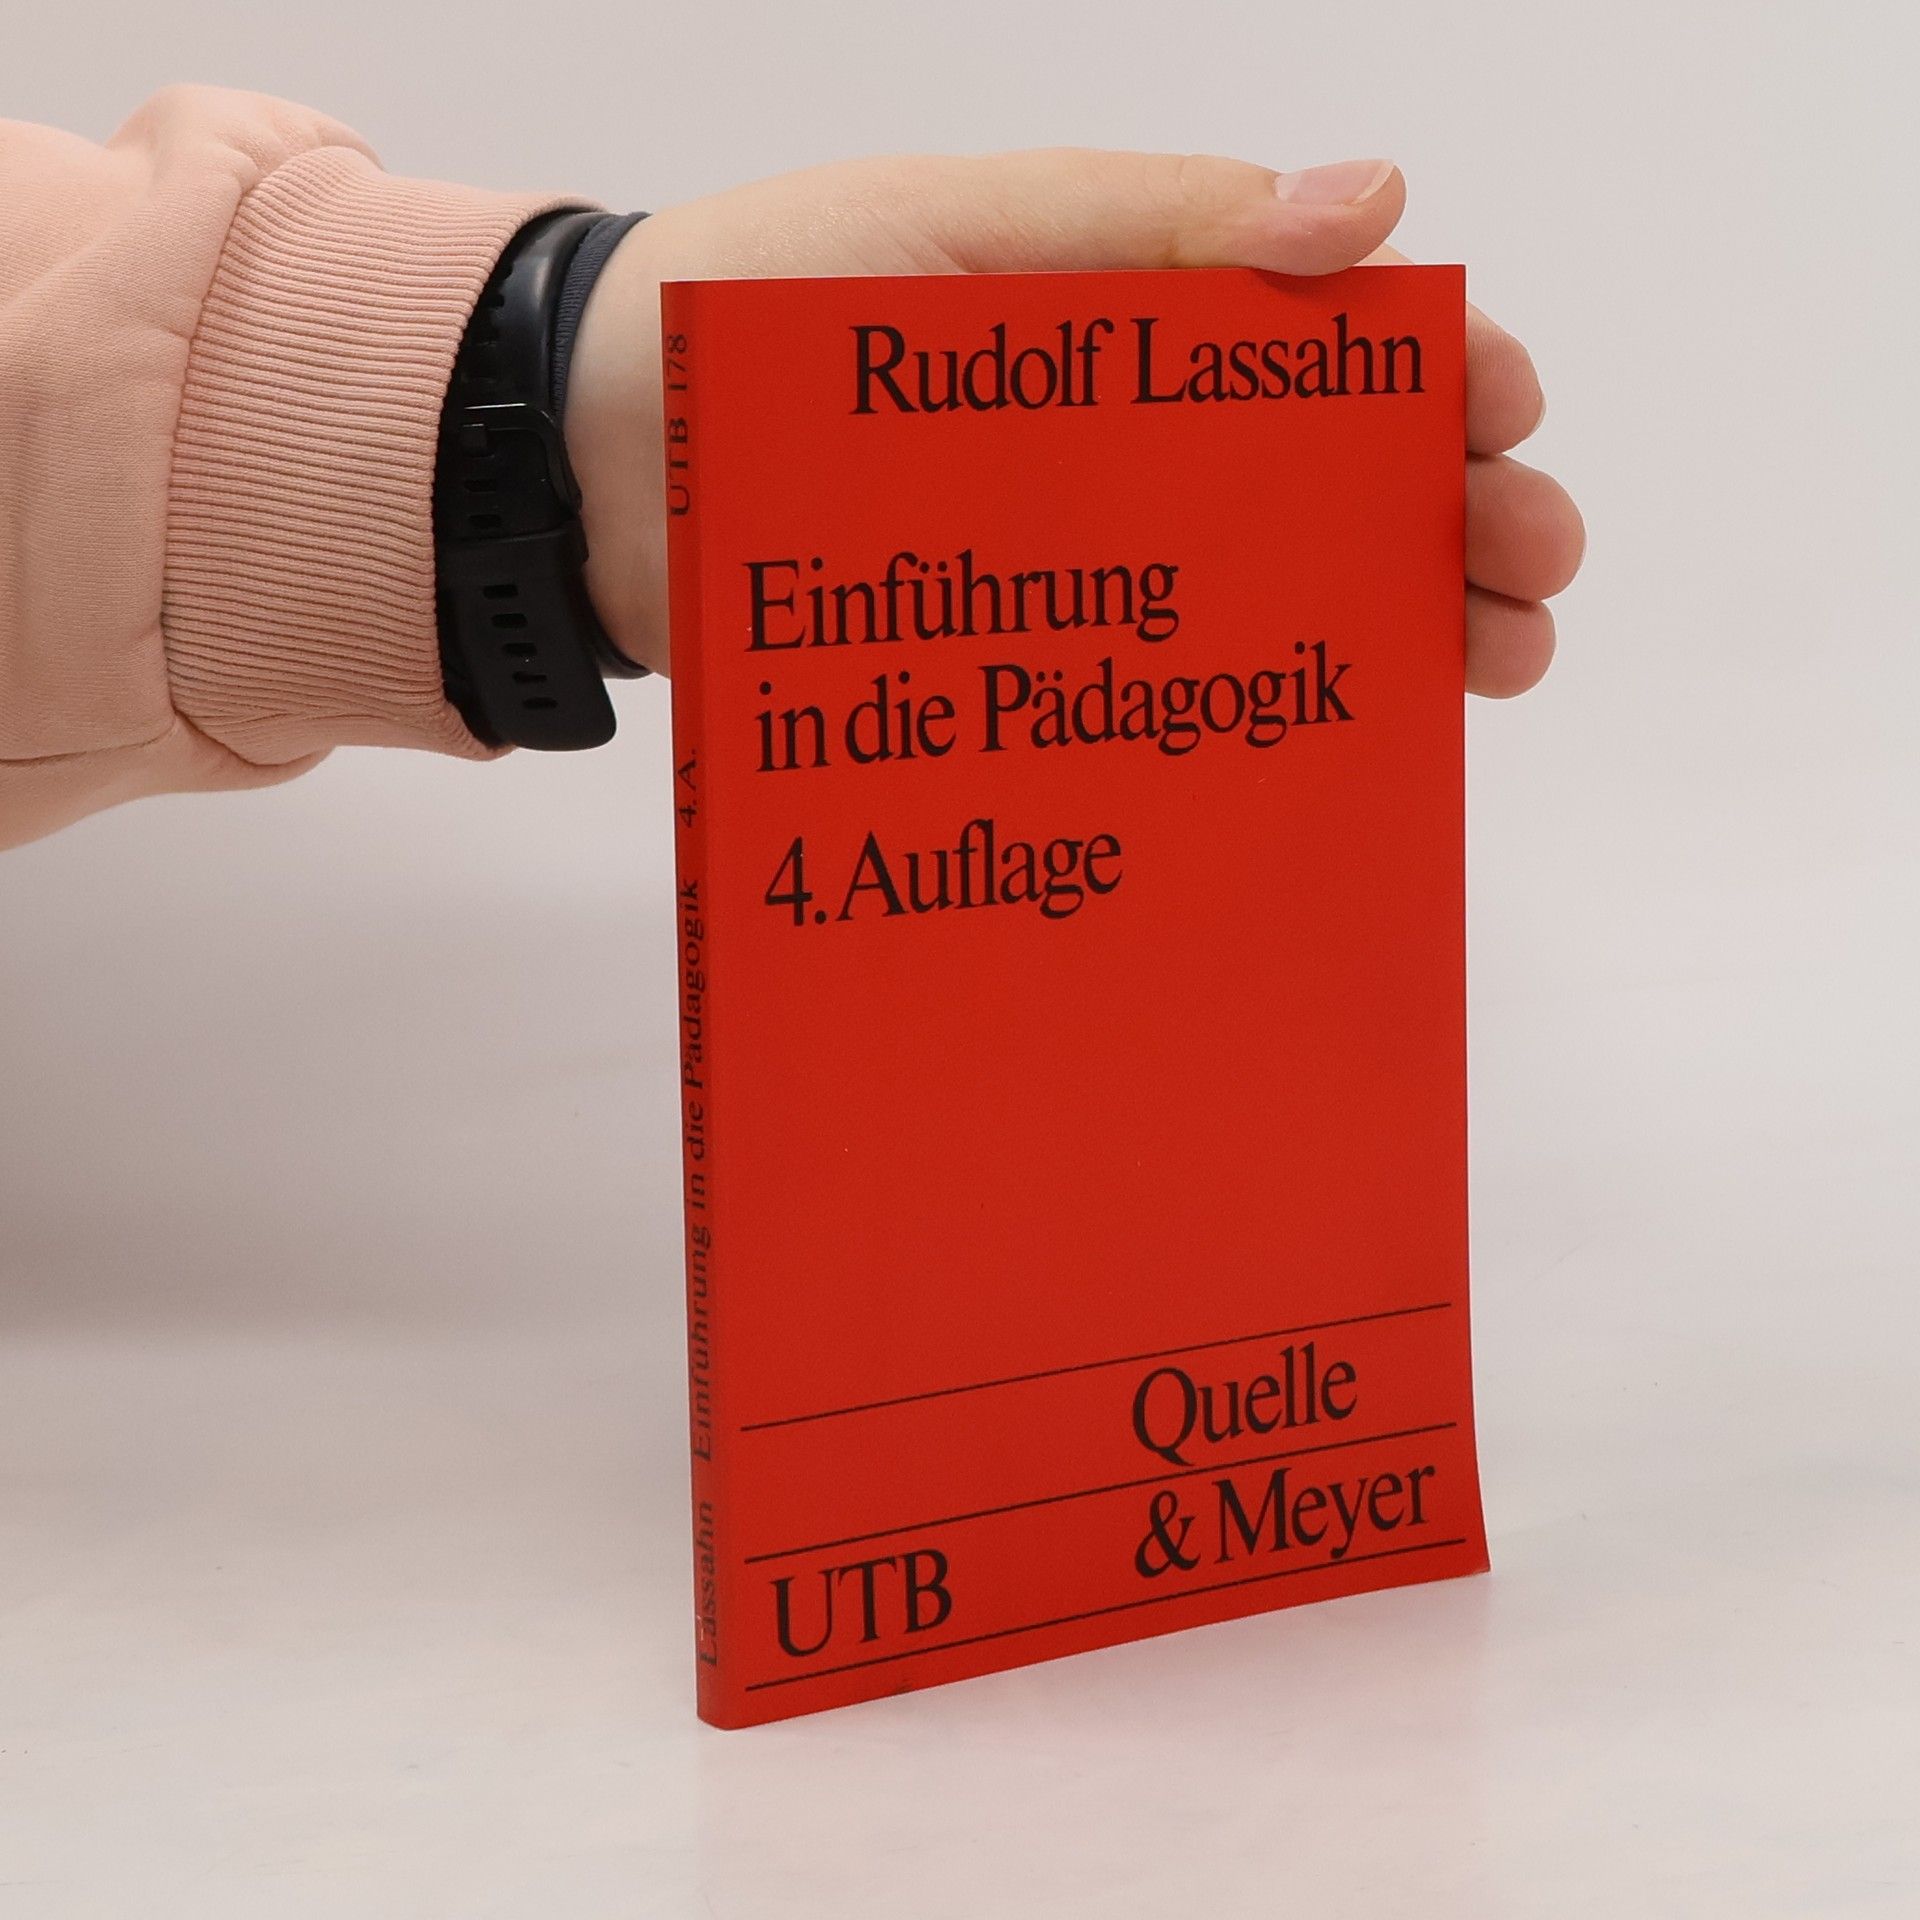 Rudolf Lassahn
Einführung
in die Pädagogik
4. Auflage
Quelle
& Meyer
UTB
Lassahn Einführung in die Pädagogik 4. A. UTB 178